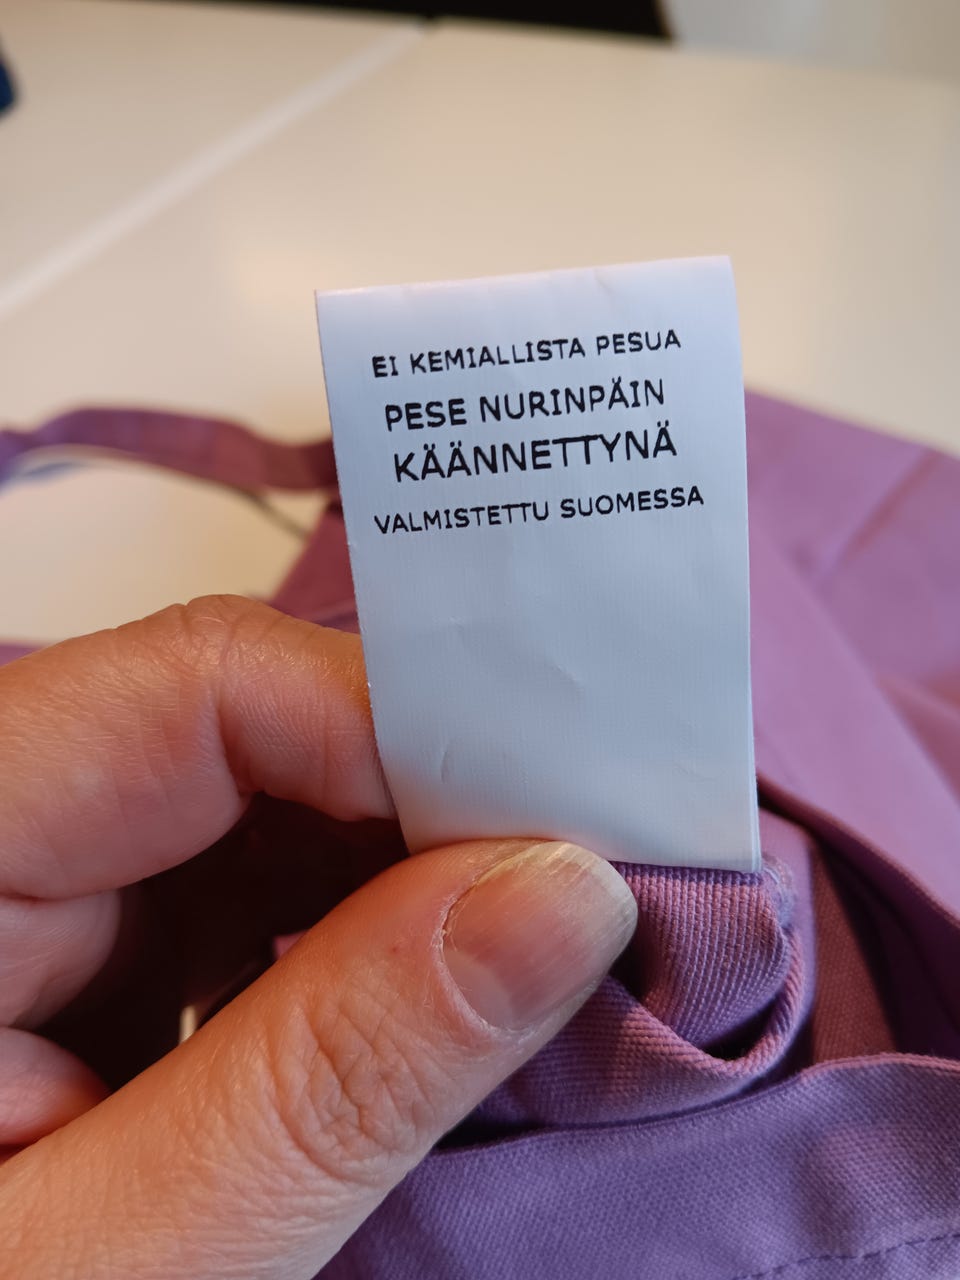 EI KEMIALLISTA PESUA
PESE NURINPÄIN
KÄÄNNETTYNÄ
VALMISTETTU SUOMESSA